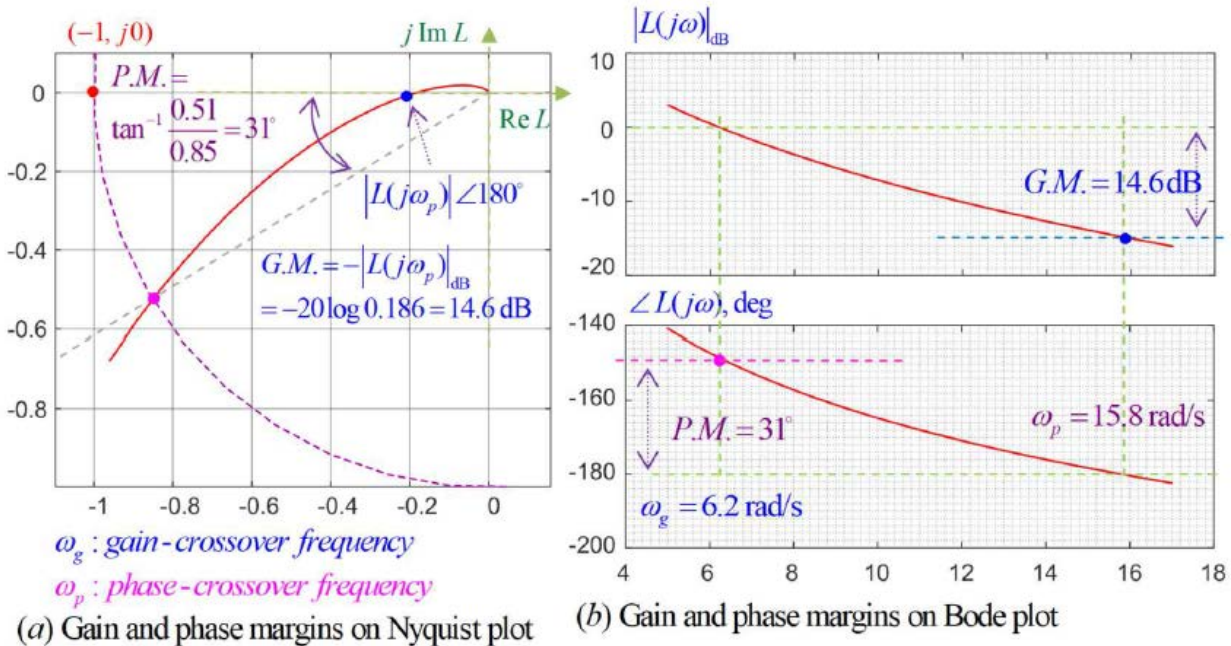 (-1, j0)
j Im L
P.M. =
tan⁻¹ 0.51/0.85 = 31°
Re L
|L(jω_p)| ∠180°
G.M. = -|L(jω_p)|_dB
= -20 log 0.186 = 14.6 dB
0
-0.2
-0.4
-0.6
-0.8
-1 -0.8 -0.6 -0.4 -0.2 0
ω_g : gain-crossover frequency
ω_p : phase-crossover frequency
(a) Gain and phase margins on Nyquist plot
|L(jω)|_dB
10
0
-10
-20
G.M. = 14.6 dB
∠L(jω), deg
-140
-160
-180
-200
P.M. = 31°
ω_p = 15.8 rad/s
ω_g = 6.2 rad/s
4 6 8 10 12 14 16 18
(b) Gain and phase margins on Bode plot